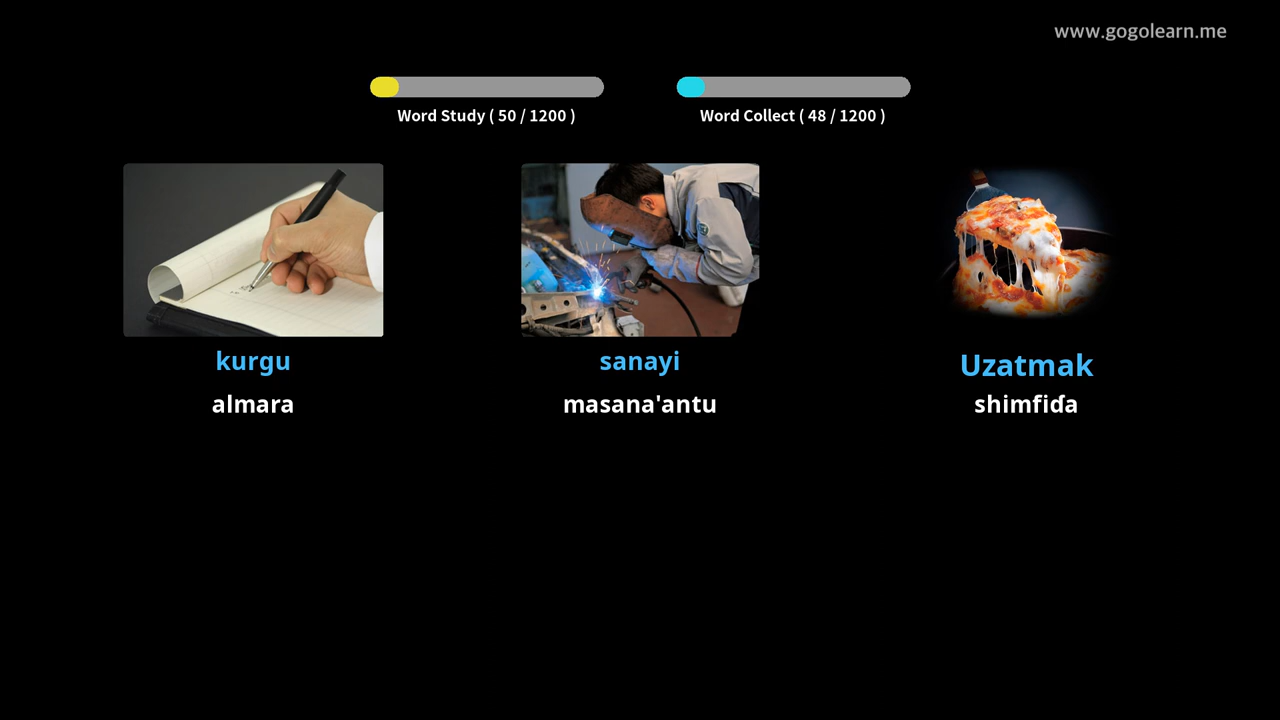 www.gogolearn.me
Word Study ( 50 / 1200 )
Word Collect ( 48 / 1200 )
kurgu
almara
sanayi
masana'antu
Uzatmak
shimfiɗa